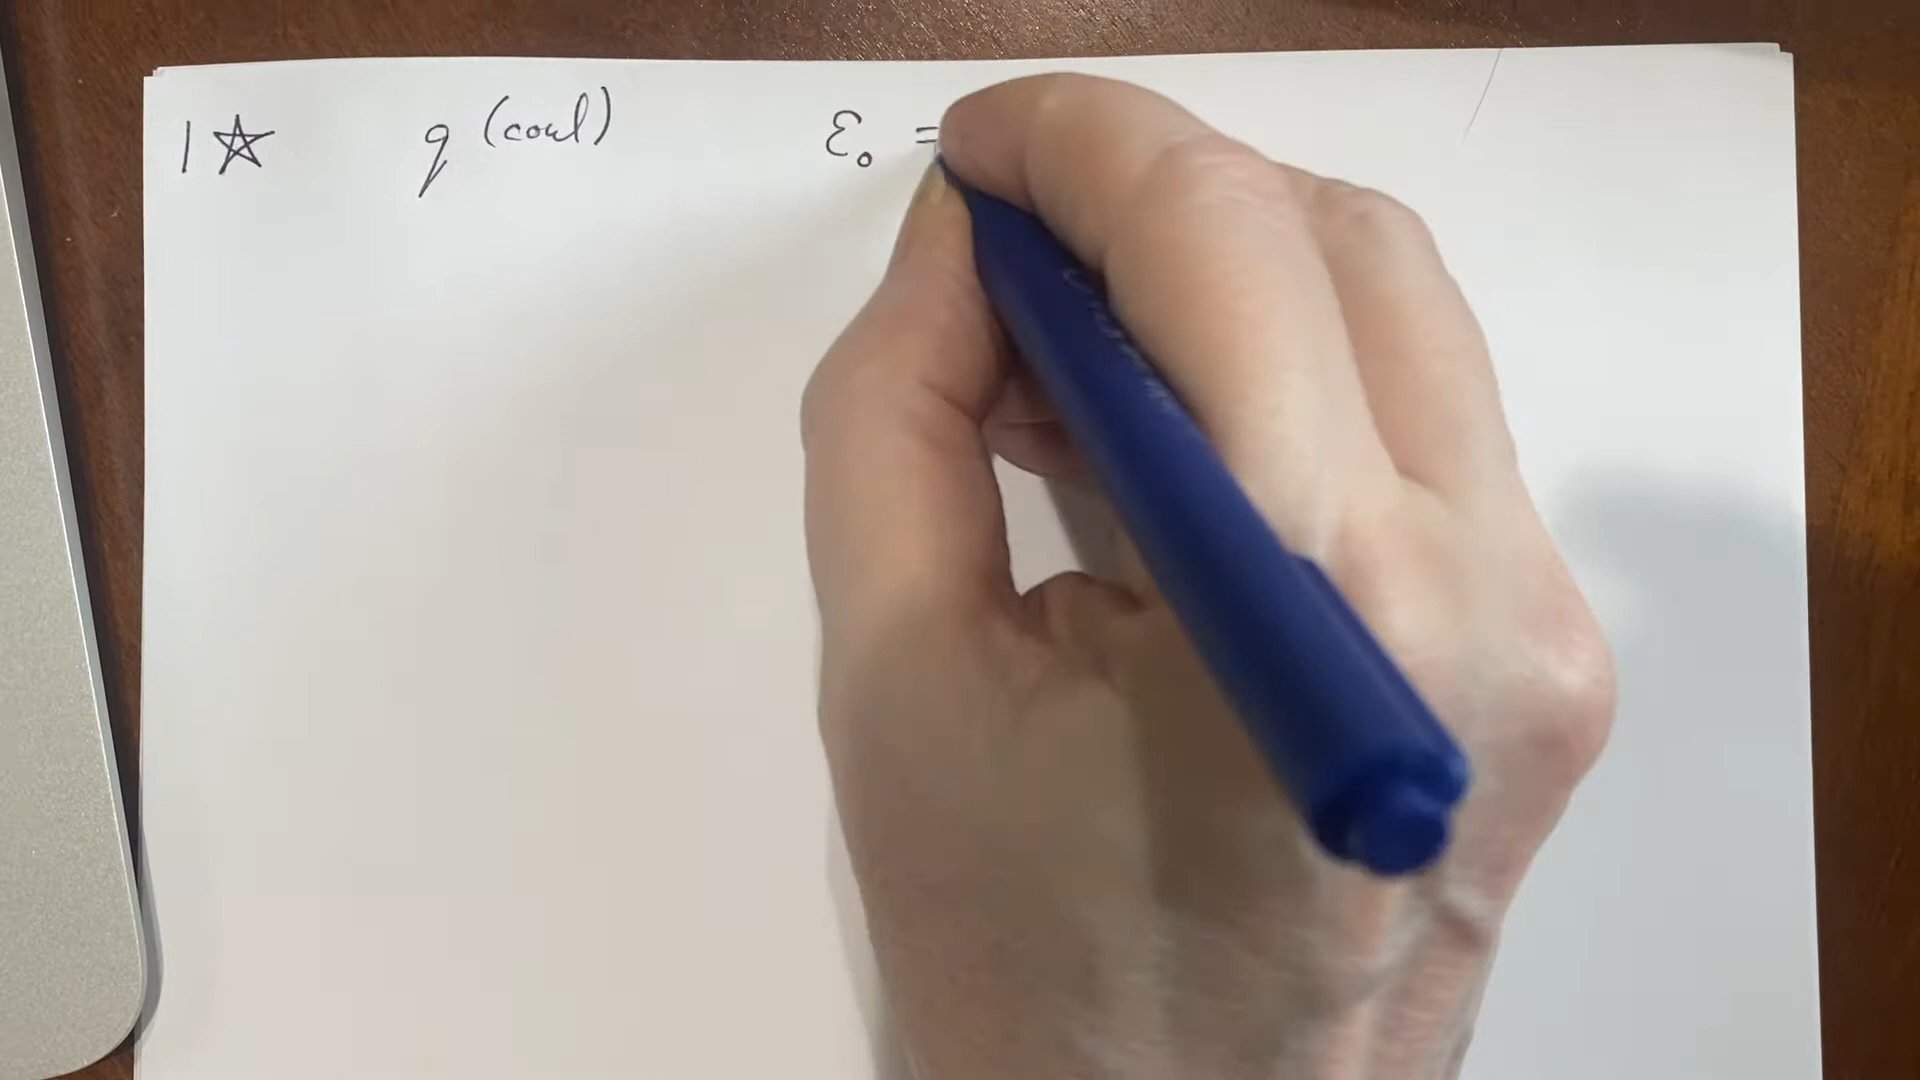 1☆ q (coul) ε₀ =